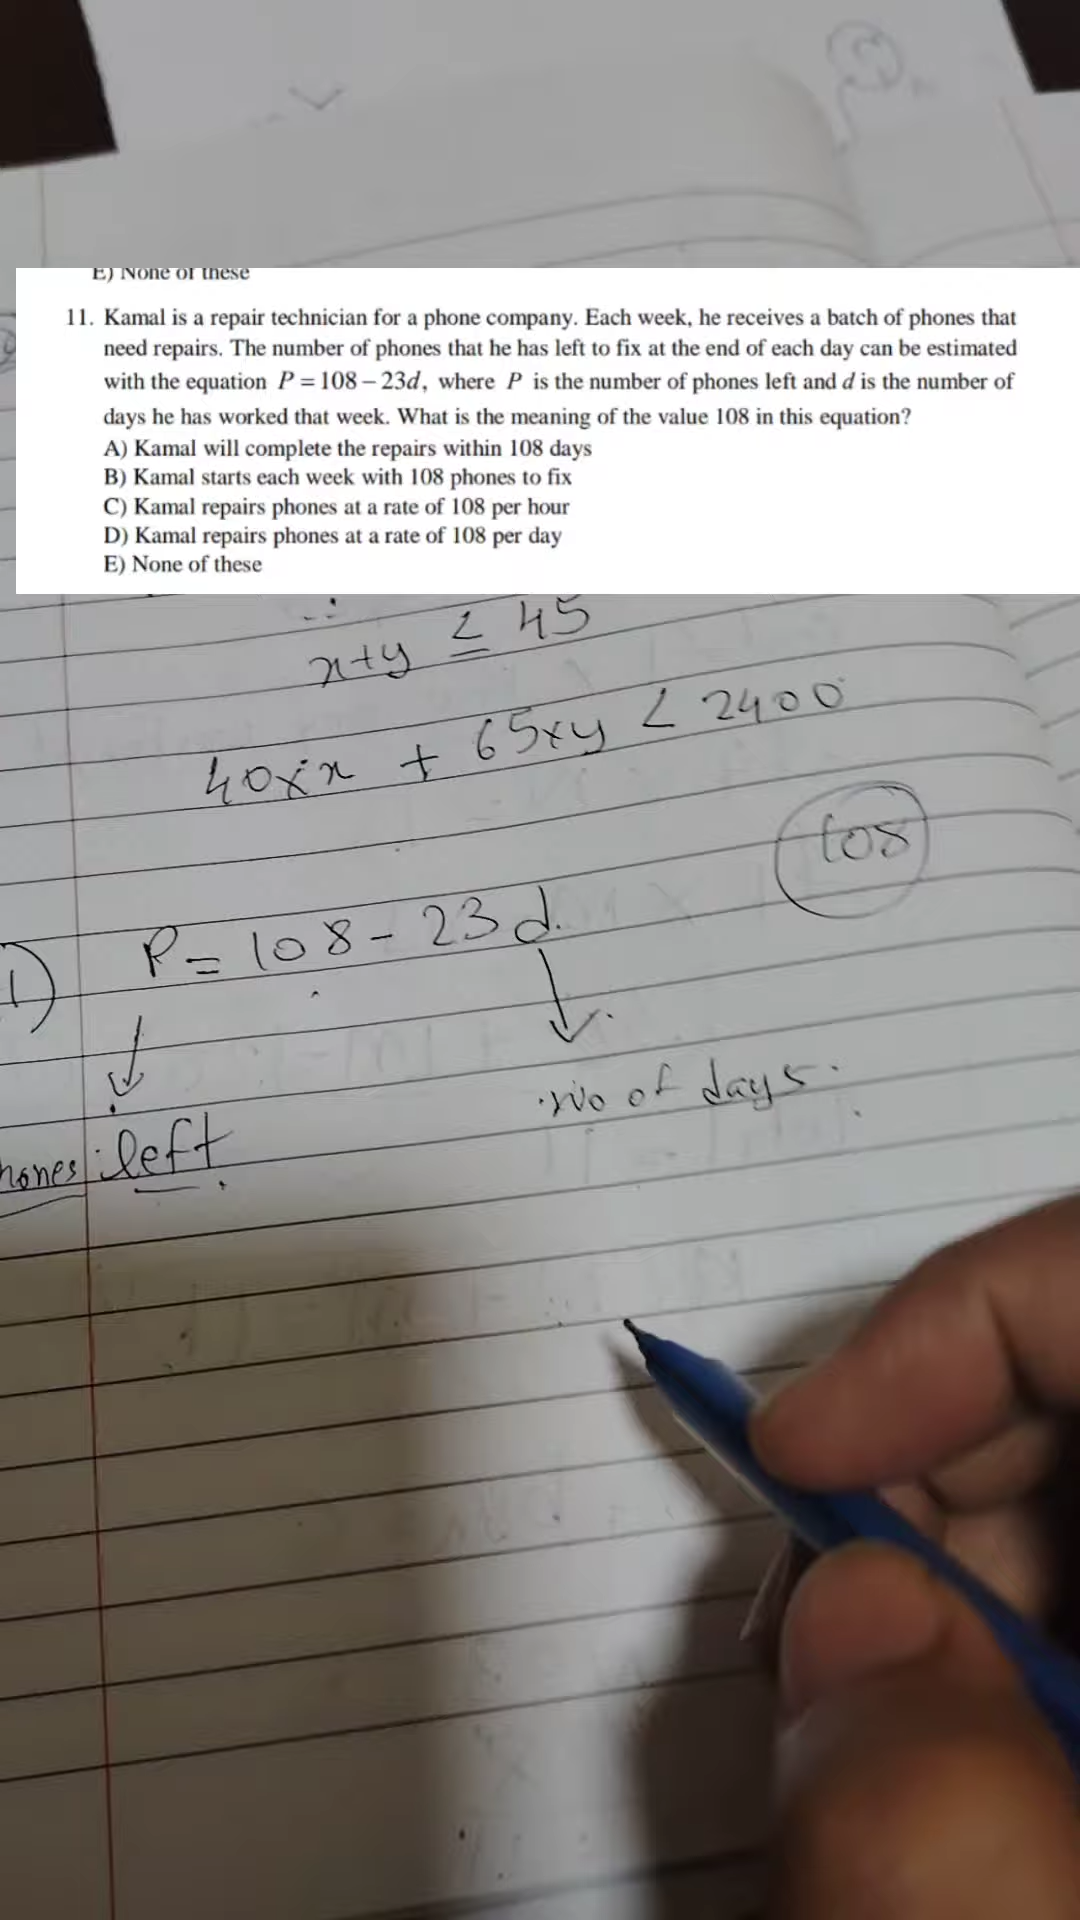 E) None of these
11. Kamal is a repair technician for a phone company. Each week, he receives a batch of phones that
need repairs. The number of phones that he has left to fix at the end of each day can be estimated
with the equation P = 108 – 23d, where P is the number of phones left and d is the number of
days he has worked that week. What is the meaning of the value 108 in this equation?
A) Kamal will complete the repairs within 108 days
B) Kamal starts each week with 108 phones to fix
C) Kamal repairs phones at a rate of 108 per hour
D) Kamal repairs phones at a rate of 108 per day
E) None of these
x+y ≤ 45
40×x + 65×y < 2400
108
1) P = 108 - 23d.
No of days.
hones left